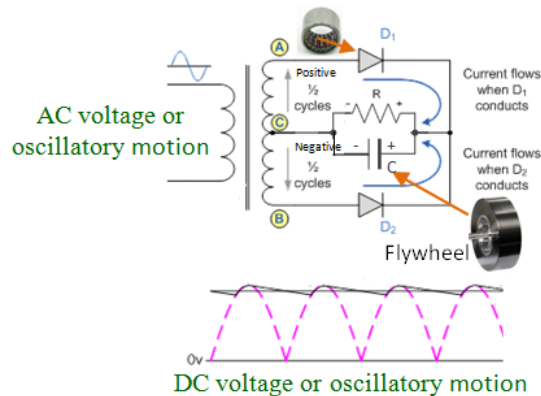 D₁
A
Positive
½
cycles
R
- +
Current flows
when D₁
conducts
AC voltage or
oscillatory motion
C
Negative
½
cycles
- +
C
Current flows
when D₂
conducts
B
D₂
Flywheel
0v
DC voltage or oscillatory motion